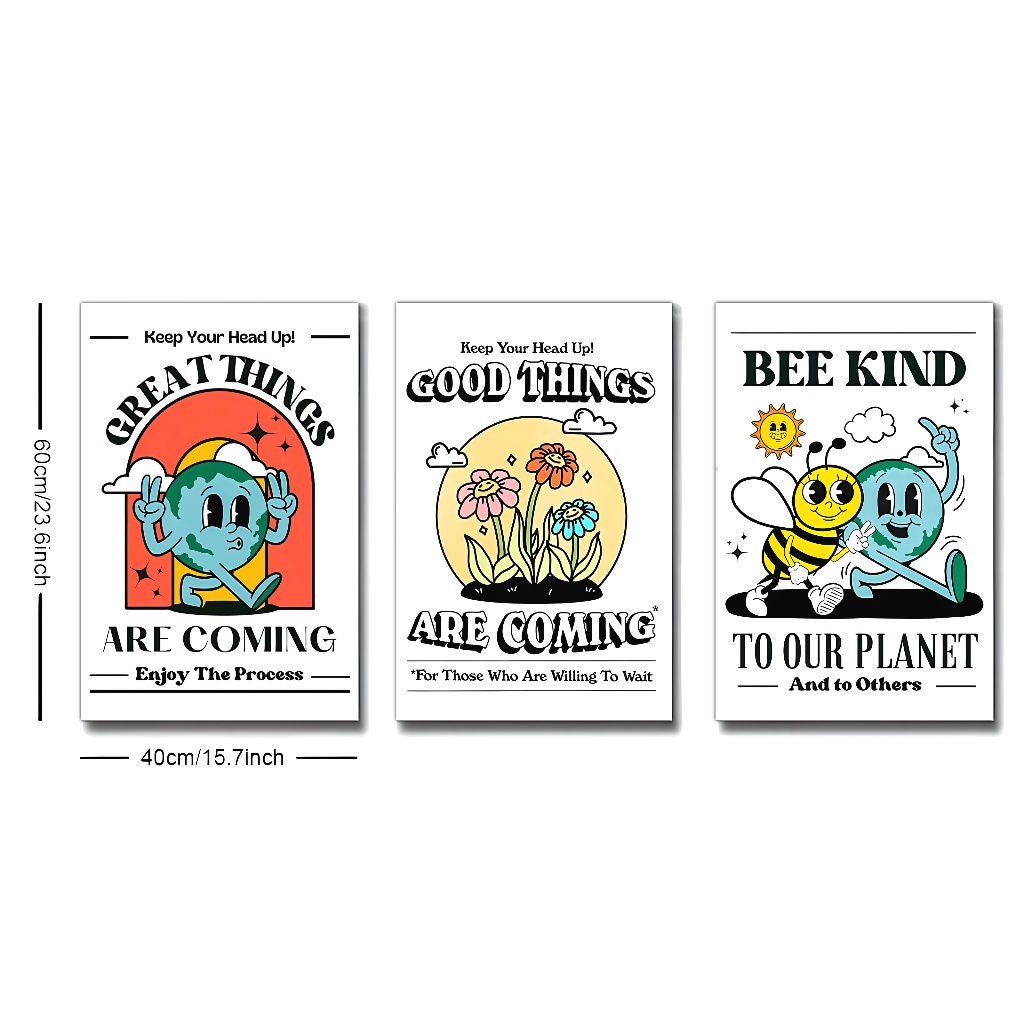 60cm/23.6inch
Keep Your Head Up!
GREAT THINGS
ARE COMING
Enjoy The Process
40cm/15.7inch
Keep Your Head Up!
GOOD THINGS
ARE COMING*
*For Those Who Are Willing To Wait
BEE KIND
TO OUR PLANET
And to Others